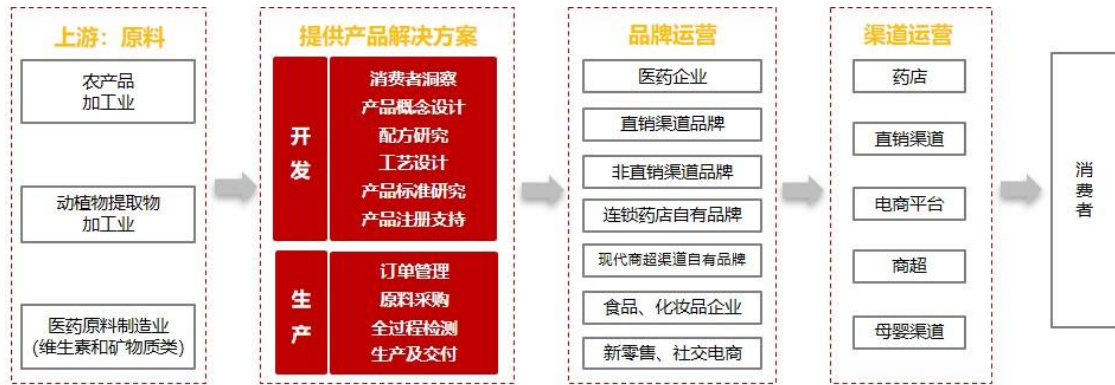 上游：原料
农产品
加工业
动植物提取物
加工业
医药原料制造业
(维生素和矿物质类)
提供产品解决方案
开发
消费者洞察
产品概念设计
配方研究
工艺设计
产品标准研究
产品注册支持
生产
订单管理
原料采购
全过程检测
生产及交付
品牌运营
医药企业
直销渠道品牌
非直销渠道品牌
连锁药店自有品牌
现代商超渠道自有品牌
食品、化妆品企业
新零售、社交电商
渠道运营
药店
直销渠道
电商平台
商超
母婴渠道
消费者